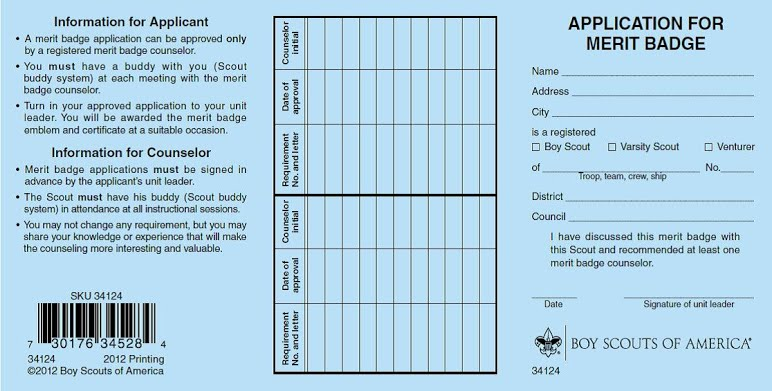 Information for Applicant
• A merit badge application can be approved only
by a registered merit badge counselor.
• You must have a buddy with you (Scout
buddy system) at each meeting with the merit
badge counselor.
• Turn in your approved application to your unit
leader. You will be awarded the merit badge
emblem and certificate at a suitable occasion.
Information for Counselor
• Merit badge applications must be signed in
advance by the applicant's unit leader.
• The Scout must have his buddy (Scout buddy
system) in attendance at all instructional sessions.
• You may not change any requirement, but you may
share your knowledge or experience that will make
the counseling more interesting and valuable.
SKU 34124
7 30176 34528 4
34124 2012 Printing
©2012 Boy Scouts of America
Counselor
initial
Date of
approval
Requirement
No. and letter
Counselor
initial
Date of
approval
Requirement
No. and letter
APPLICATION FOR
MERIT BADGE
Name
Address
City
is a registered
☐ Boy Scout ☐ Varsity Scout ☐ Venturer
of No.
Troop, team, crew, ship
District
Council
I have discussed this merit badge with
this Scout and recommended at least one
merit badge counselor.
Date Signature of unit leader
BOY SCOUTS OF AMERICA®
34124